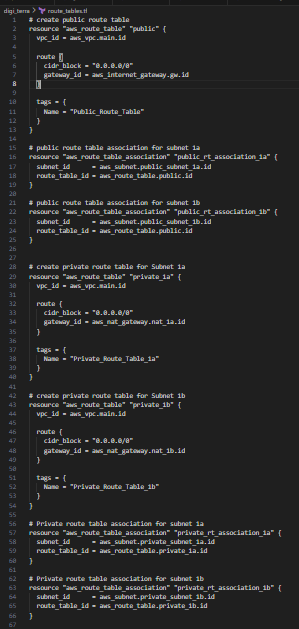 digi_terra > route_tables.tf
1 # create public route table
2 resource "aws_route_table" "public" {
3 vpc_id = aws_vpc.main.id
4
5 route {
6 cidr_block = "0.0.0.0/0"
7 gateway_id = aws_internet_gateway.gw.id
8 }
9
10 tags = {
11 Name = "Public_Route_Table"
12 }
13 }
14
15 # public route table association for subnet 1a
16 resource "aws_route_table_association" "public_rt_association_1a" {
17 subnet_id = aws_subnet.public_subnet_1a.id
18 route_table_id = aws_route_table.public.id
19 }
20
21 # public route table association for subnet 1b
22 resource "aws_route_table_association" "public_rt_association_1b" {
23 subnet_id = aws_subnet.public_subnet_1b.id
24 route_table_id = aws_route_table.public.id
25 }
26
27
28 # create private route table for Subnet 1a
29 resource "aws_route_table" "private_1a" {
30 vpc_id = aws_vpc.main.id
31
32 route {
33 cidr_block = "0.0.0.0/0"
34 gateway_id = aws_nat_gateway.nat_1a.id
35 }
36
37 tags = {
38 Name = "Private_Route_Table_1a"
39 }
40 }
41
42 # create private route table for Subnet 1b
43 resource "aws_route_table" "private_1b" {
44 vpc_id = aws_vpc.main.id
45
46 route {
47 cidr_block = "0.0.0.0/0"
48 gateway_id = aws_nat_gateway.nat_1b.id
49 }
50
51 tags = {
52 Name = "Private_Route_Table_1b"
53 }
54 }
55
56 # Private route table association for subnet 1a
57 resource "aws_route_table_association" "private_rt_association_1a" {
58 subnet_id = aws_subnet.private_subnet_1a.id
59 route_table_id = aws_route_table.private_1a.id
60 }
61
62 # Private route table association for subnet 1b
63 resource "aws_route_table_association" "private_rt_association_1b" {
64 subnet_id = aws_subnet.private_subnet_1b.id
65 route_table_id = aws_route_table.private_1b.id
66 }
67